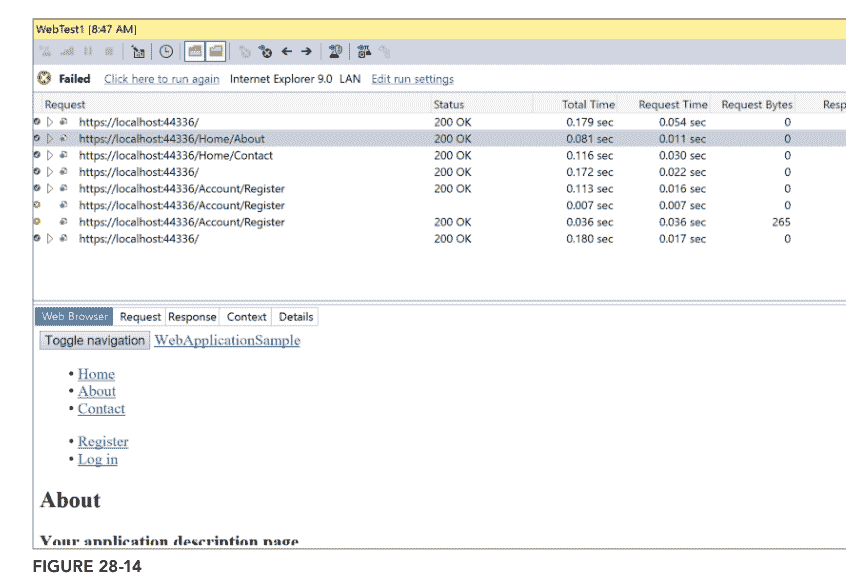 WebTest1 [8:47 AM]
Failed Click here to run again Internet Explorer 9.0 LAN Edit run settings
Request Status Total Time Request Time Request Bytes Resp
https://localhost:44336/ 200 OK 0.179 sec 0.054 sec 0
https://localhost:44336/Home/About 200 OK 0.081 sec 0.011 sec 0
https://localhost:44336/Home/Contact 200 OK 0.116 sec 0.030 sec 0
https://localhost:44336/ 200 OK 0.172 sec 0.022 sec 0
https://localhost:44336/Account/Register 200 OK 0.113 sec 0.016 sec 0
https://localhost:44336/Account/Register 0.007 sec 0.007 sec 0
https://localhost:44336/Account/Register 200 OK 0.036 sec 0.036 sec 265
https://localhost:44336/ 200 OK 0.180 sec 0.017 sec 0
Web Browser Request Response Context Details
Toggle navigation WebApplicationSample
• Home
• About
• Contact
• Register
• Log in
About
Your application description page
FIGURE 28-14